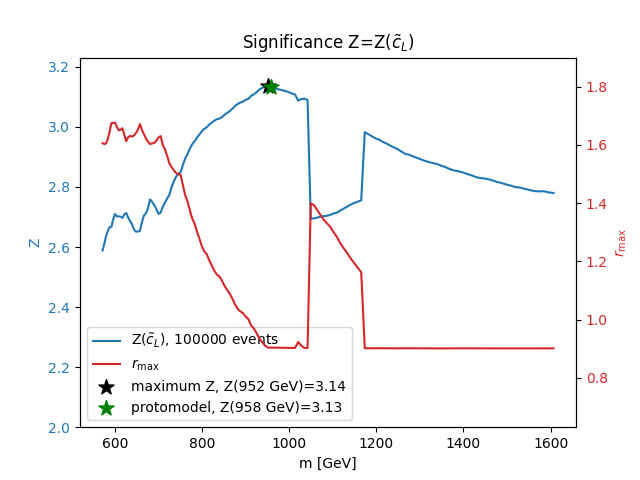 Significance Z=Z(c̃_L)
3.2
3.0
2.8
2.6
2.4
2.2
2.0
Z
1.8
1.6
1.4
1.2
1.0
0.8
r_max
Z(c̃_L), 100000 events
r_max
maximum Z, Z(952 GeV)=3.14
protomodel, Z(958 GeV)=3.13
600 800 1000 1200 1400 1600
m [GeV]